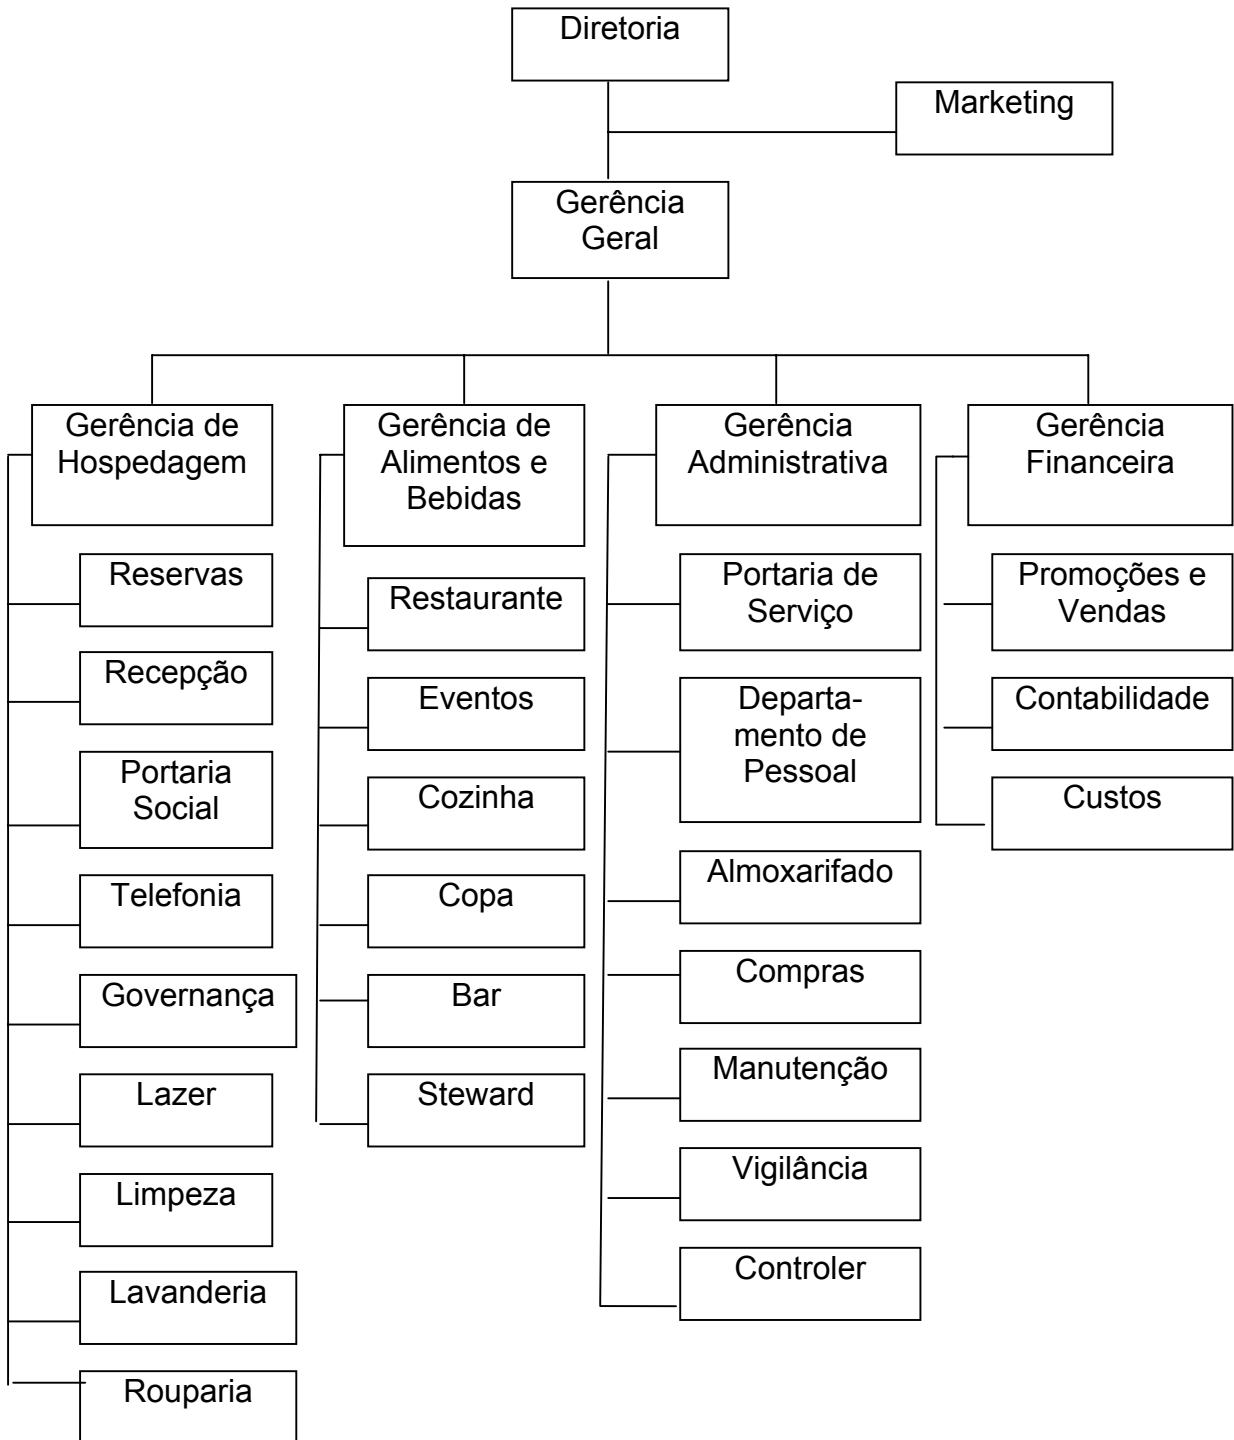 Diretoria
Marketing
Gerência
Geral
Gerência de
Hospedagem
Reservas
Recepção
Portaria
Social
Telefonia
Governança
Lazer
Limpeza
Lavanderia
Rouparia
Gerência de
Alimentos e
Bebidas
Restaurante
Eventos
Cozinha
Copa
Bar
Steward
Gerência
Administrativa
Portaria de
Serviço
Departa-
mento de
Pessoal
Almoxarifado
Compras
Manutenção
Vigilância
Controler
Gerência
Financeira
Promoções e
Vendas
Contabilidade
Custos